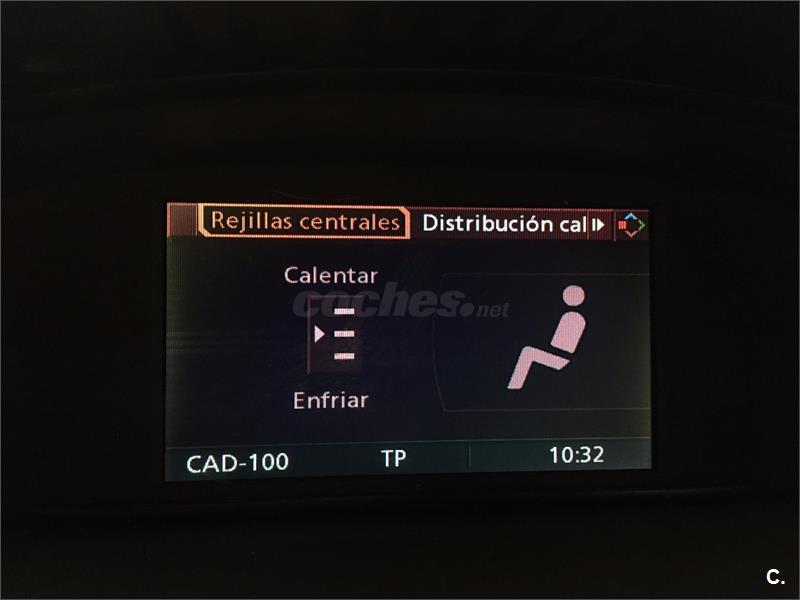 Rejillas centrales Distribución cal
Calentar
coches.net
Enfriar
CAD-100 TP 10:32
C.